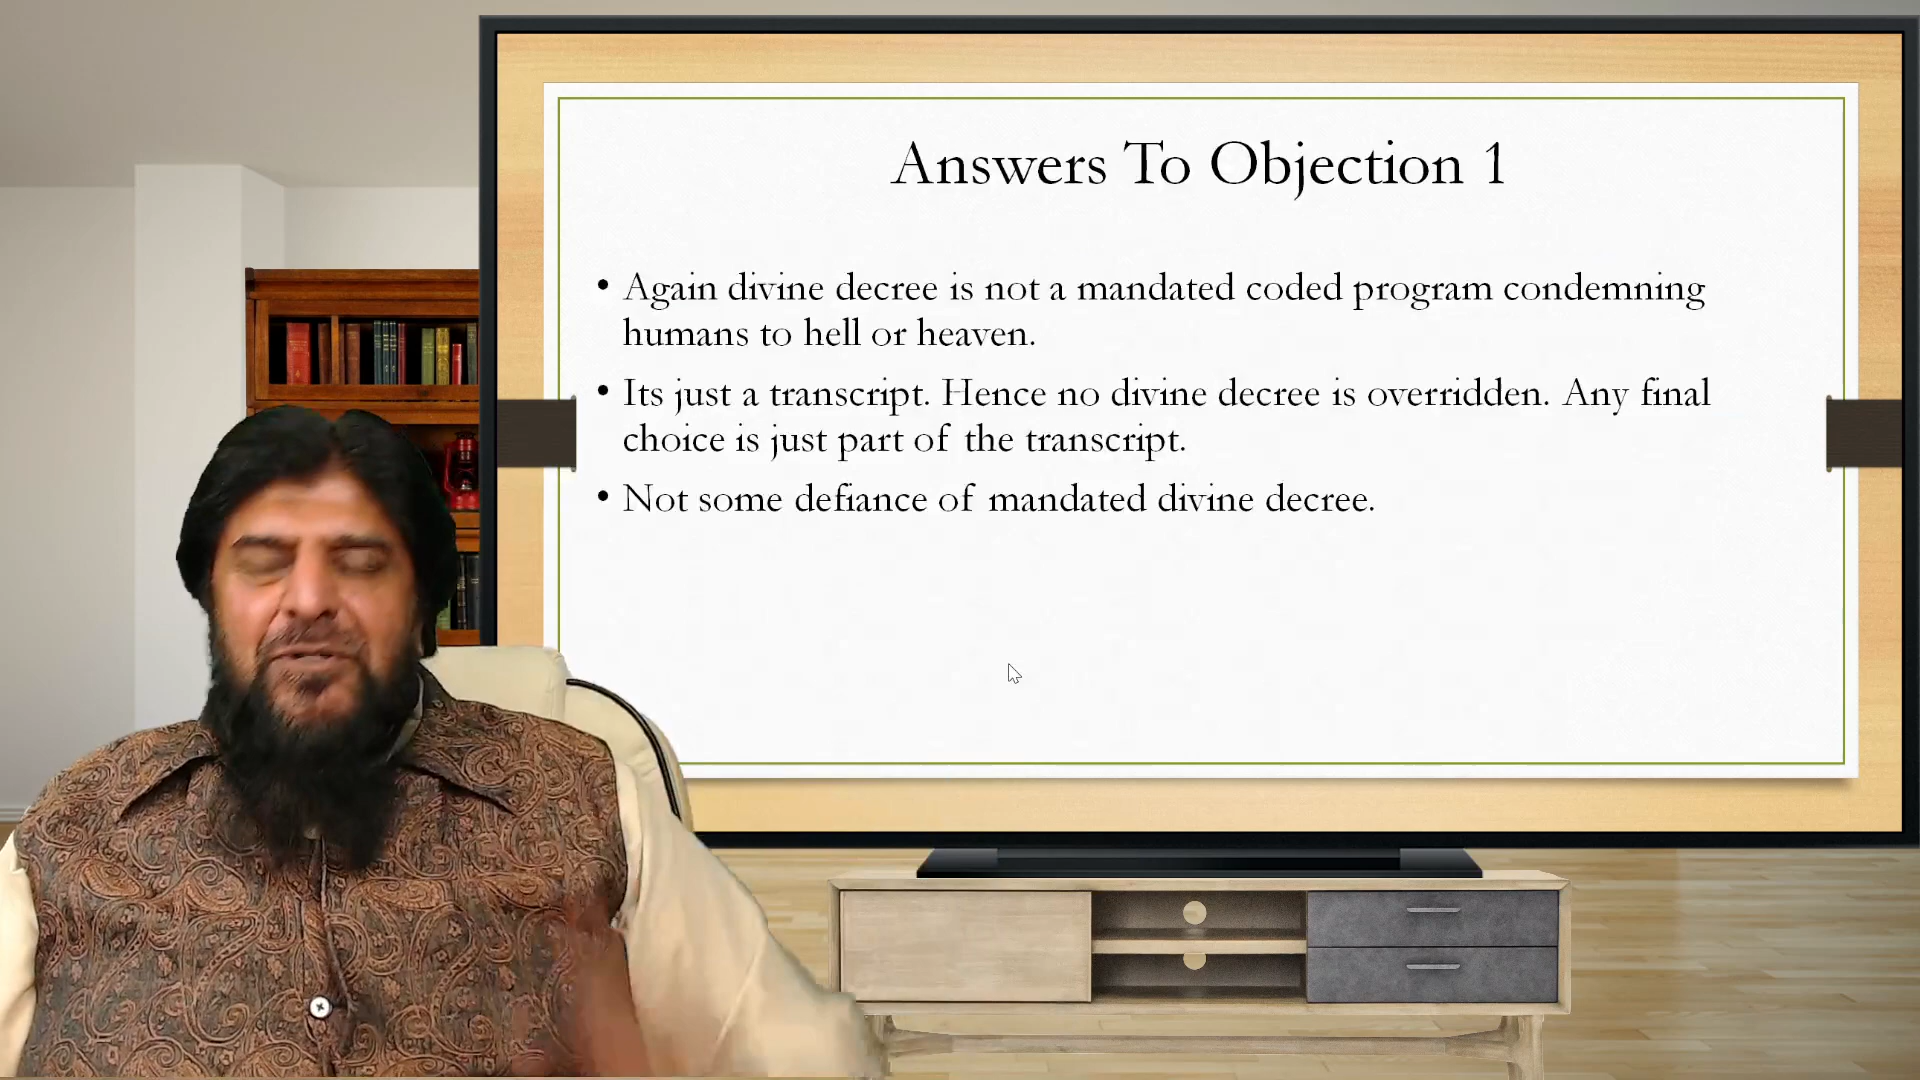 Answers To Objection 1
• Again divine decree is not a mandated coded program condemning
humans to hell or heaven.
• Its just a transcript. Hence no divine decree is overridden. Any final
choice is just part of the transcript.
• Not some defiance of mandated divine decree.